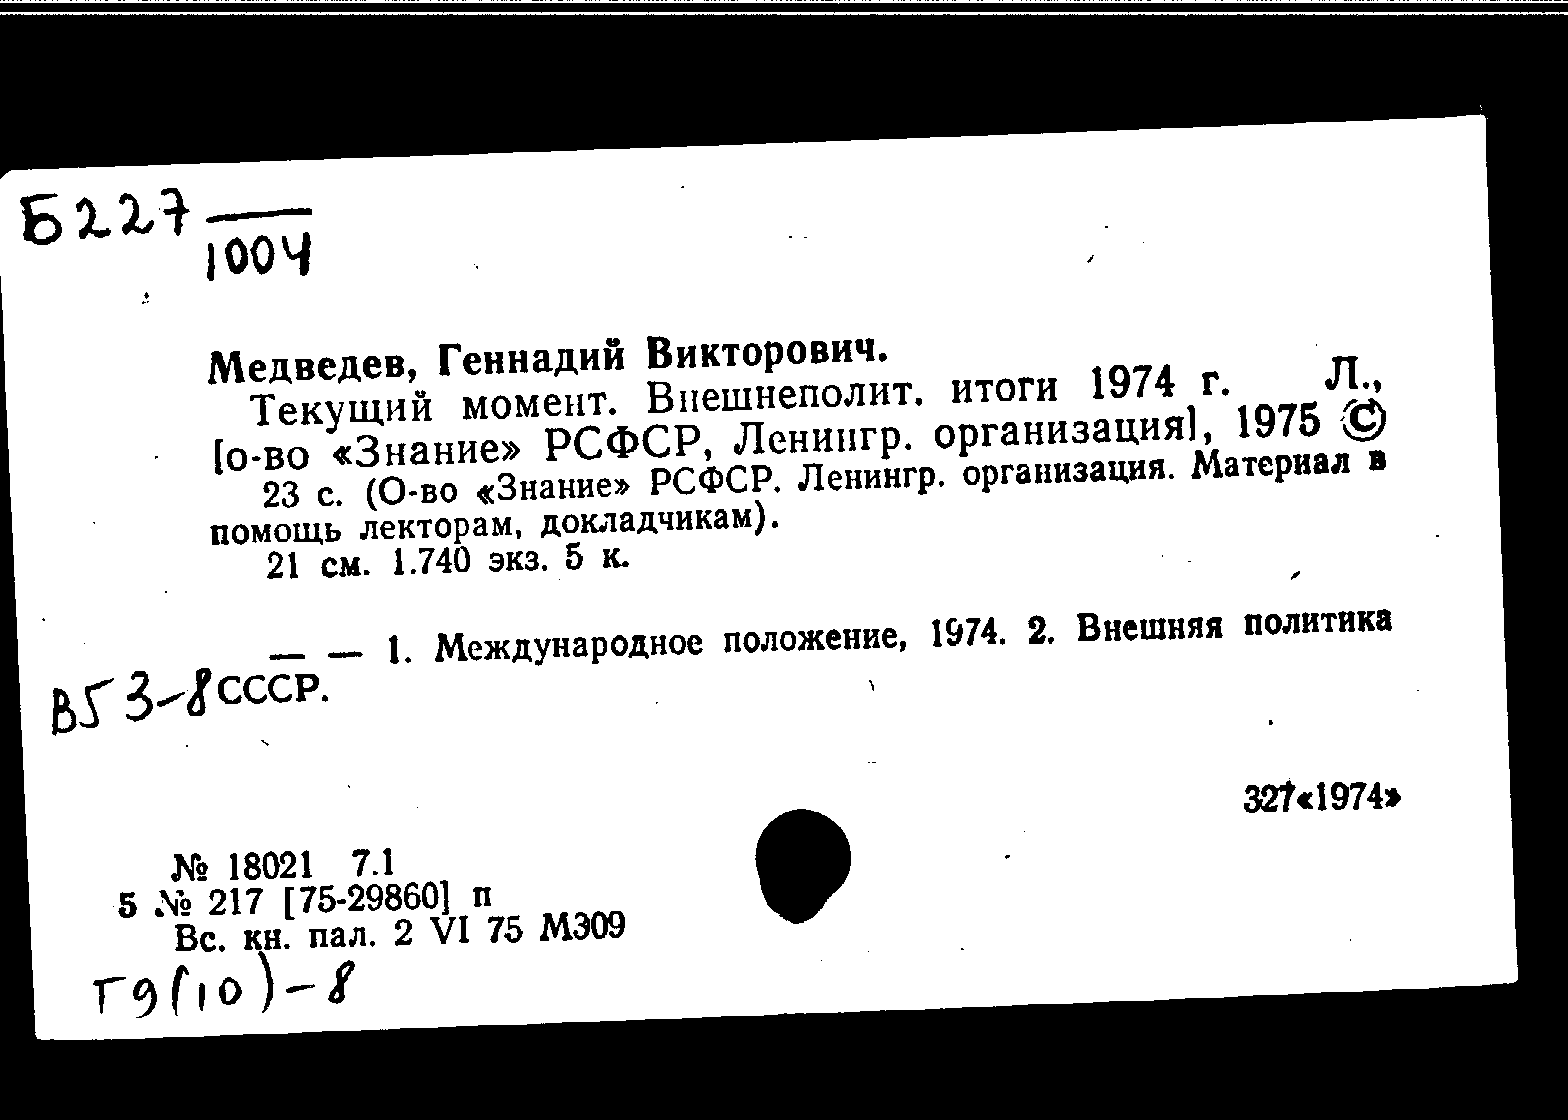 Б227
1004
Медведев, Геннадий Викторович.
Текущий момент. Внешнеполит. итоги 1974 г. Л.,
[о-во «Знание» РСФСР, Ленингр. организация], 1975 ©
23 с. (О-во «Знание» РСФСР. Ленингр. организация. Материал в
помощь лекторам, докладчикам).
21 см. 1.740 экз. 5 к.
— — 1. Международное положение, 1974. 2. Внешняя политика
В53-8 СССР.
327«1974»
№ 18021 7.1
5 № 217 [75-29860] п
Вс. кн. пал. 2 VI 75 МЭ09
Г9(10)-8